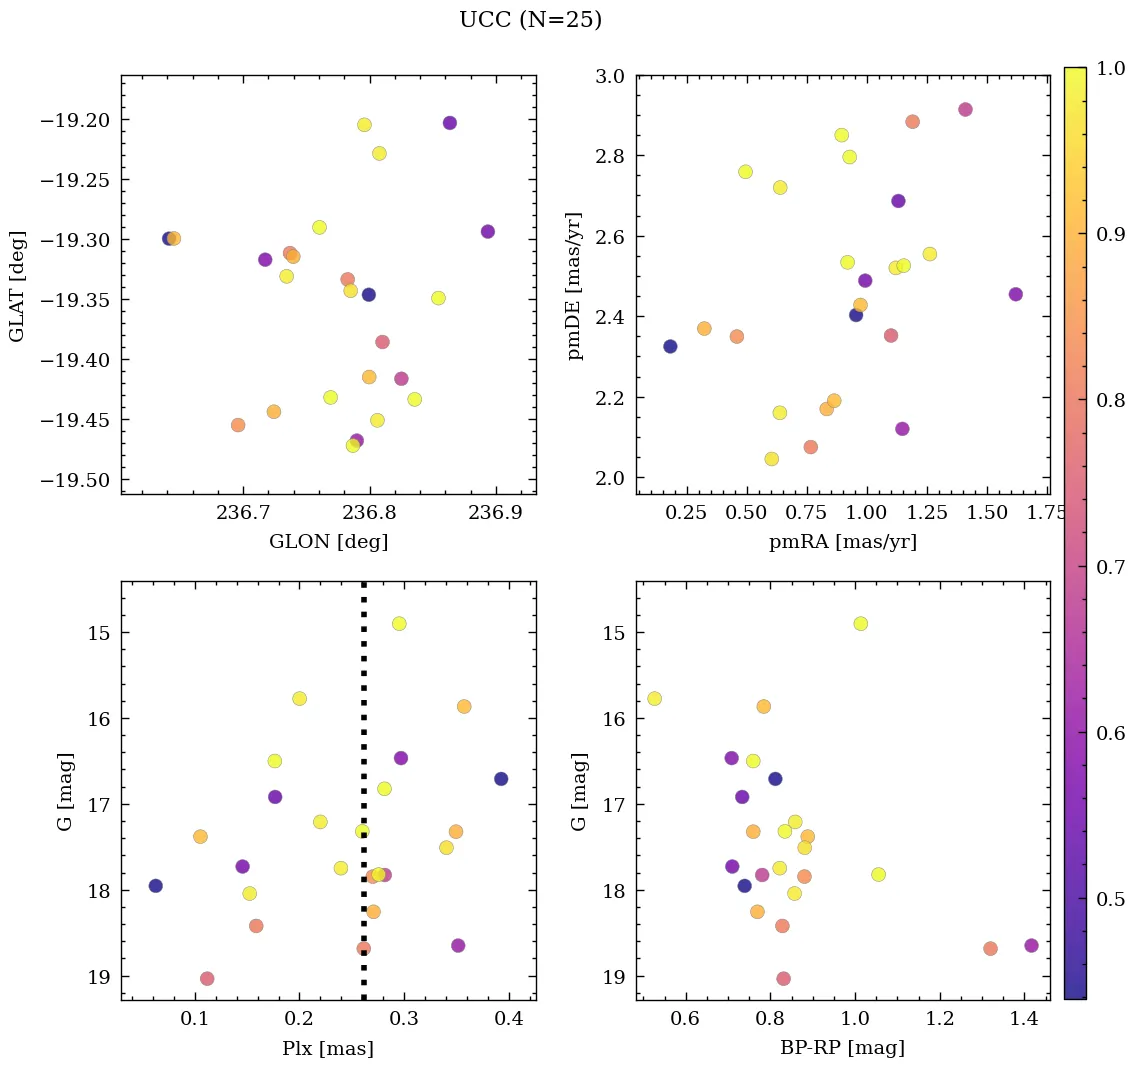 UCC (N=25)
−19.20
−19.25
−19.30
−19.35
−19.40
−19.45
−19.50
GLAT [deg]
236.7 236.8 236.9
GLON [deg]
3.0
2.8
2.6
2.4
2.2
2.0
pmDE [mas/yr]
0.25 0.50 0.75 1.00 1.25 1.50 1.75
pmRA [mas/yr]
1.0
0.9
0.8
0.7
0.6
0.5
15
16
17
18
19
G [mag]
0.1 0.2 0.3 0.4
Plx [mas]
15
16
17
18
19
G [mag]
0.6 0.8 1.0 1.2 1.4
BP-RP [mag]